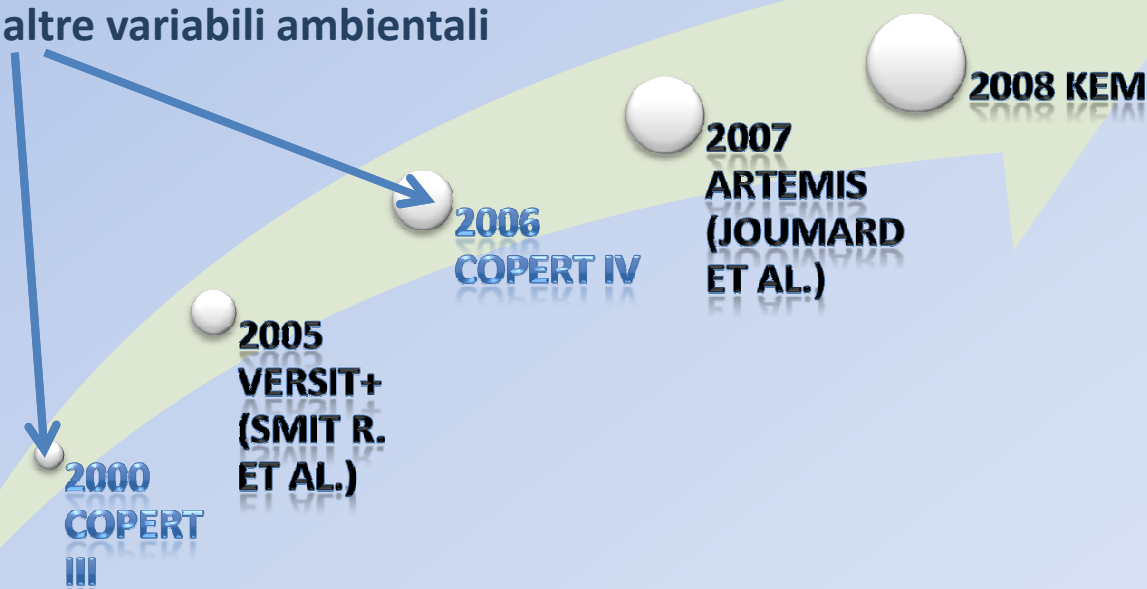 altre variabili ambientali
2008 KEM
2007
ARTEMIS
(JOUMARD
ET AL.)
2006
COPERT IV
2005
VERSIT+
(SMIT R.
ET AL.)
2000
COPERT
III